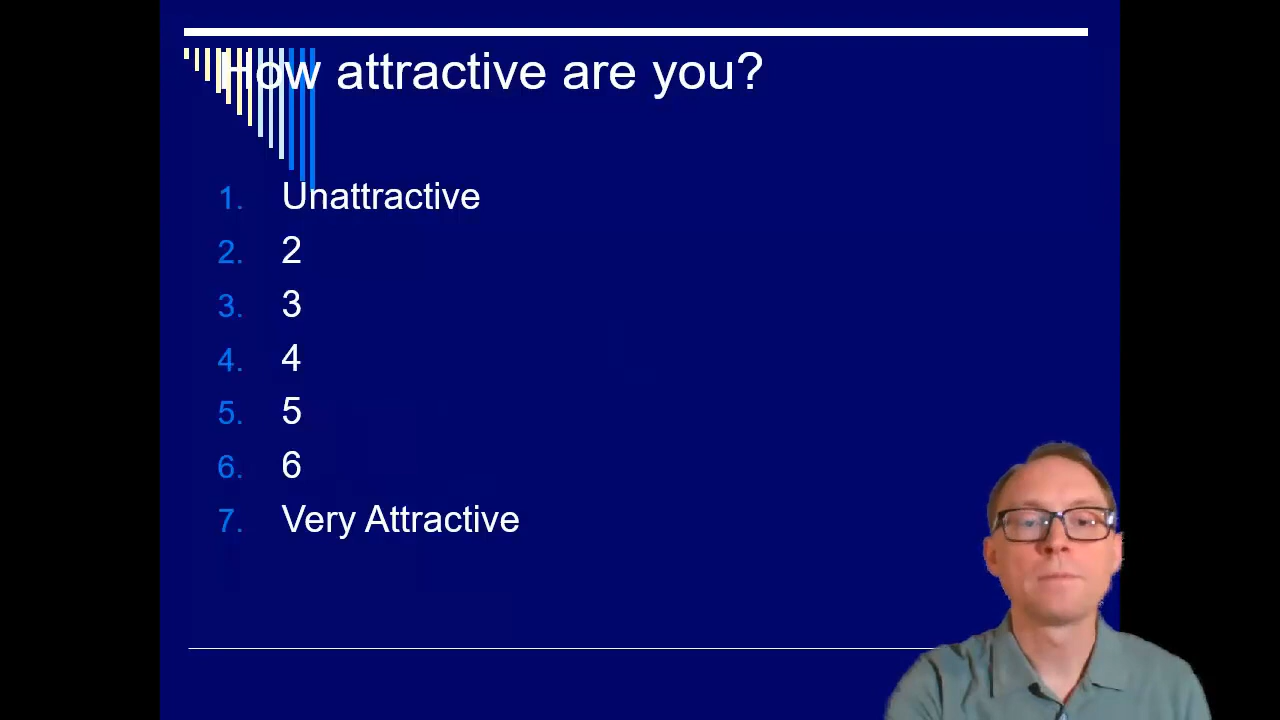 How attractive are you?
1. Unattractive
2. 2
3. 3
4. 4
5. 5
6. 6
7. Very Attractive